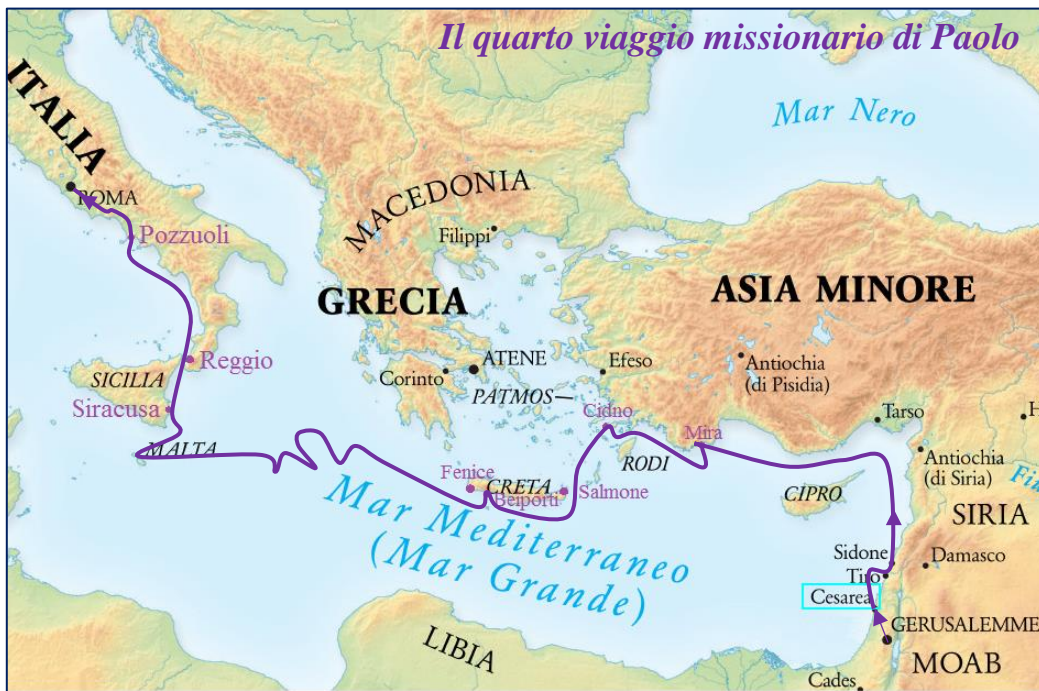 Il quarto viaggio missionario di Paolo
ITALIA
Mar Nero
ROMA
MACEDONIA
Pozzuoli
Filippi
GRECIA
ASIA MINORE
Reggio
ATENE
Efeso
Antiochia
(di Pisidia)
SICILIA
Corinto
PATMOS
Siracusa
Cidno
Tarso
H
MALTA
Mira
Antiochia
(di Siria)
RODI
Fenice
CRETA
Salmone
CIPRO
Beiporti
Fiu
SIRIA
Mar Mediterraneo
(Mar Grande)
Sidone
Damasco
Tiro
Cesarea
GERUSALEMME
LIBIA
MOAB
Cades